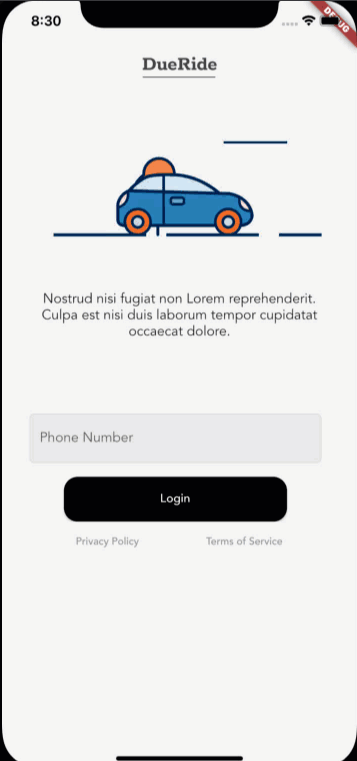 8:30
DEBUG
DueRide
Nostrud nisi fugiat non Lorem reprehenderit.
Culpa est nisi duis laborum tempor cupidatat
occaecat dolore.
Phone Number
Login
Privacy Policy
Terms of Service